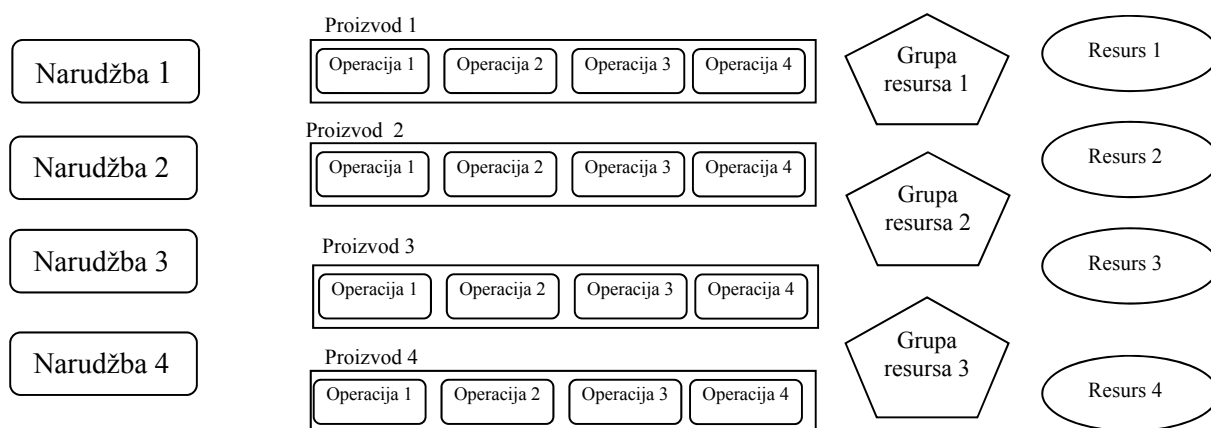 Narudžba 1
Narudžba 2
Narudžba 3
Narudžba 4
Proizvod 1
Operacija 1 Operacija 2 Operacija 3 Operacija 4
Proizvod 2
Operacija 1 Operacija 2 Operacija 3 Operacija 4
Proizvod 3
Operacija 1 Operacija 2 Operacija 3 Operacija 4
Proizvod 4
Operacija 1 Operacija 2 Operacija 3 Operacija 4
Grupa
resursa 1
Grupa
resursa 2
Grupa
resursa 3
Resurs 1
Resurs 2
Resurs 3
Resurs 4